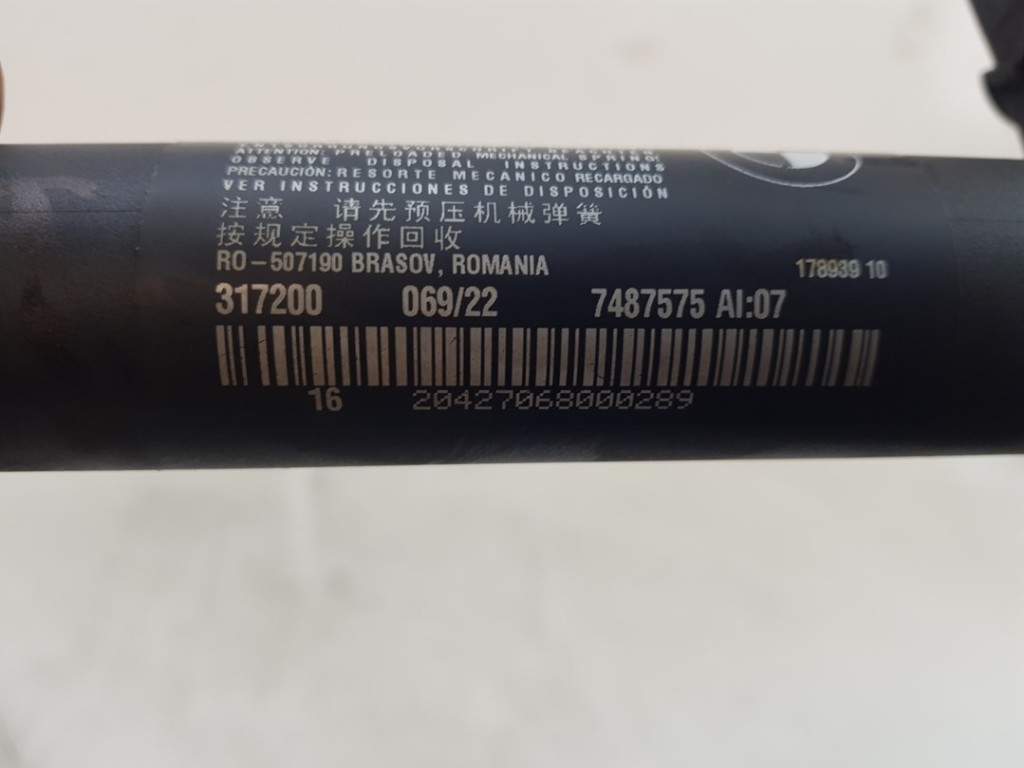 ATTENTION: PRELOADED MECHANICAL SPRING!
OBSERVE DISPOSAL INSTRUCTIONS
PRECAUCIÓN: RESORTE MECANICO RECARGADO
VER INSTRUCCIONES DE DISPOSICIÓN
注意 请先预压机械弹簧
按规定操作回收
RO-507190 BRASOV, ROMANIA 178939 10
317200 069/22 7487575 AI:07
16 20427068000289